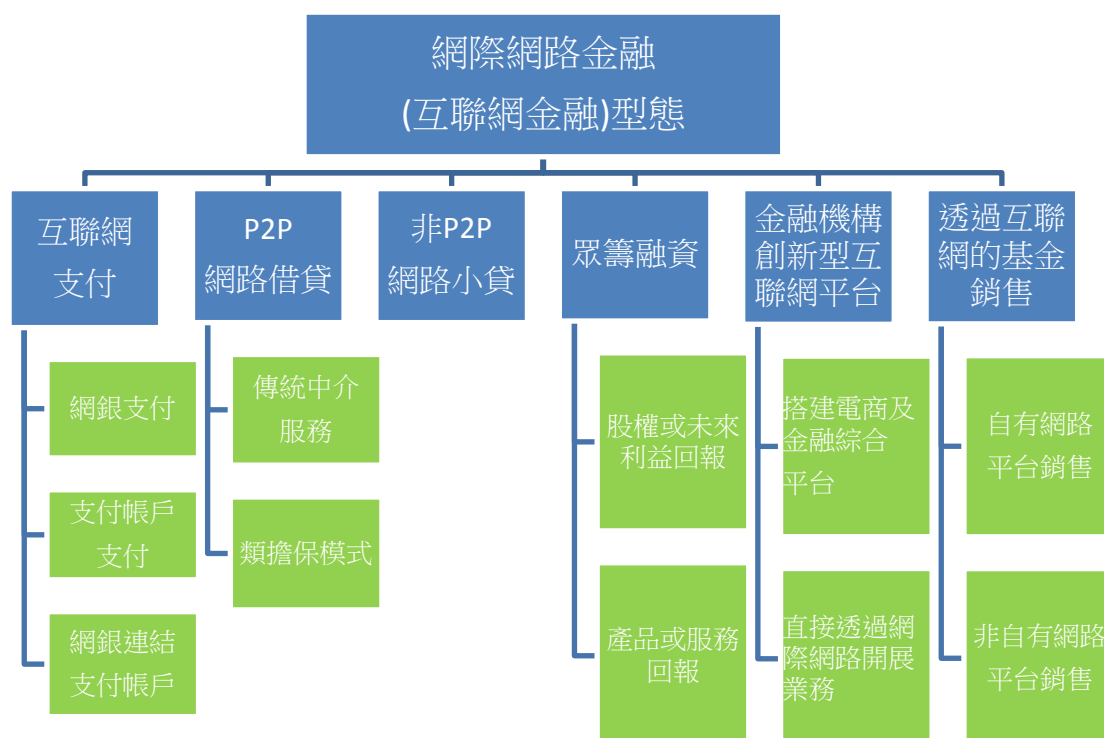 網際網路金融
(互聯網金融)型態
互聯網
支付
網銀支付
支付帳戶
支付
網銀連結
支付帳戶
P2P
網路借貸
傳統中介
服務
類擔保模式
非P2P
網路小貸
眾籌融資
股權或未來
利益回報
產品或服務
回報
金融機構
創新型互
聯網平台
搭建電商及
金融綜合
平台
直接透過網
際網路開展
業務
透過互聯
網的基金
銷售
自有網路
平台銷售
非自有網路
平台銷售